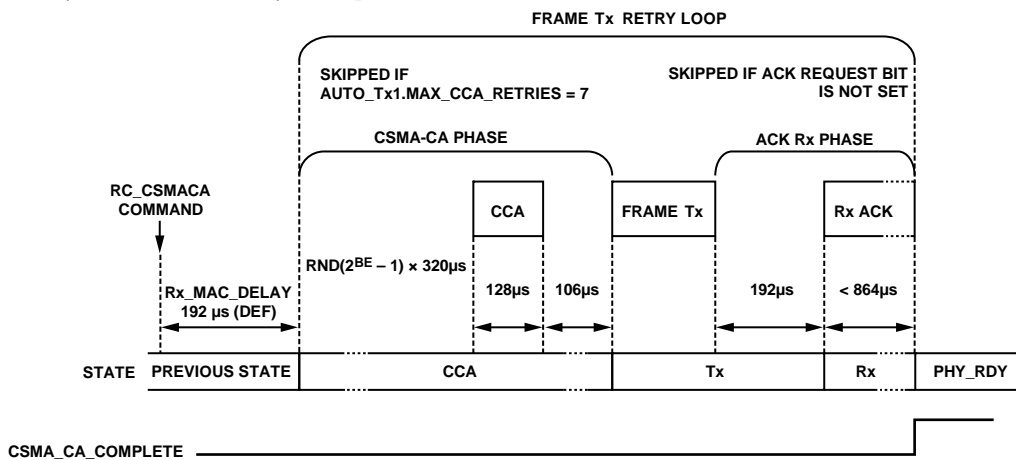 FRAME Tx RETRY LOOP
SKIPPED IF
AUTO_Tx1.MAX_CCA_RETRIES = 7
SKIPPED IF ACK REQUEST BIT
IS NOT SET
CSMA-CA PHASE
ACK Rx PHASE
RC_CSMACA
COMMAND
CCA
FRAME Tx
Rx ACK
RND(2^BE – 1) × 320µs
Rx_MAC_DELAY
192 µs (DEF)
128µs
106µs
192µs
< 864µs
STATE
PREVIOUS STATE
CCA
Tx
Rx
PHY_RDY
CSMA_CA_COMPLETE